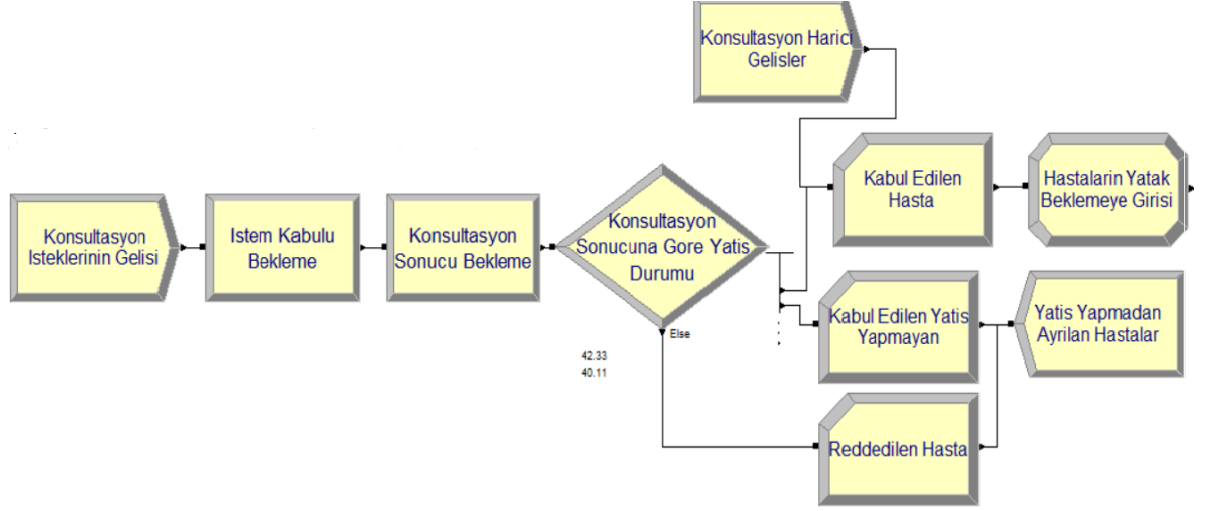 Konsultasyon Harici
Gelisler
Konsultasyon
Isteklerinin Gelisi
Istem Kabulu
Bekleme
Konsultasyon
Sonucu Bekleme
Konsultasyon
Sonucuna Gore Yatis
Durumu
Else
42.33
40.11
Kabul Edilen
Hasta
Hastalarin Yatak
Beklemeye Girisi
Kabul Edilen Yatis
Yapmayan
Yatis Yapmadan
Ayrilan Hastalar
Reddedilen Hasta